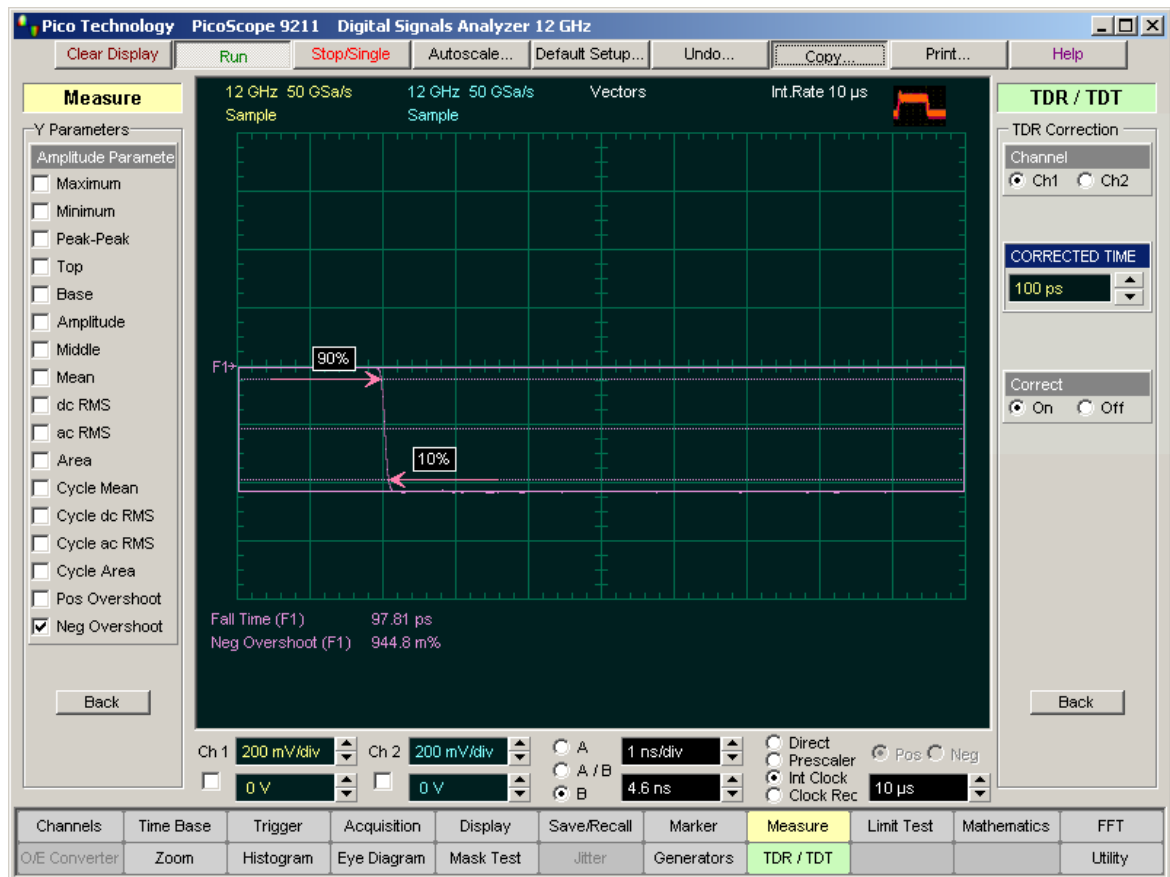 Pico Technology PicoScope 9211 Digital Signals Analyzer 12 GHz
Clear Display Run Stop/Single Autoscale... Default Setup... Undo... Copy... Print... Help
Measure
Y Parameters
Amplitude Paramete
Maximum
Minimum
Peak-Peak
Top
Base
Amplitude
Middle
Mean
dc RMS
ac RMS
Area
Cycle Mean
Cycle dc RMS
Cycle ac RMS
Cycle Area
Pos Overshoot
Neg Overshoot
Back
12 GHz 50 GSa/s 12 GHz 50 GSa/s Vectors Int.Rate 10 µs
Sample Sample
F1
90%
10%
Fall Time (F1) 97.81 ps
Neg Overshoot (F1) 944.8 m%
TDR / TDT
TDR Correction
Channel
Ch1 Ch2
CORRECTED TIME
100 ps
Correct
On Off
Back
Ch 1 200 mV/div Ch 2 200 mV/div A 1 ns/div Direct
A / B Prescaler Pos Neg
0 V 0 V B 4.6 ns Int Clock 10 µs
Clock Rec
Channels Time Base Trigger Acquisition Display Save/Recall Marker Measure Limit Test Mathematics FFT
O/E Converter Zoom Histogram Eye Diagram Mask Test Jitter Generators TDR / TDT Utility